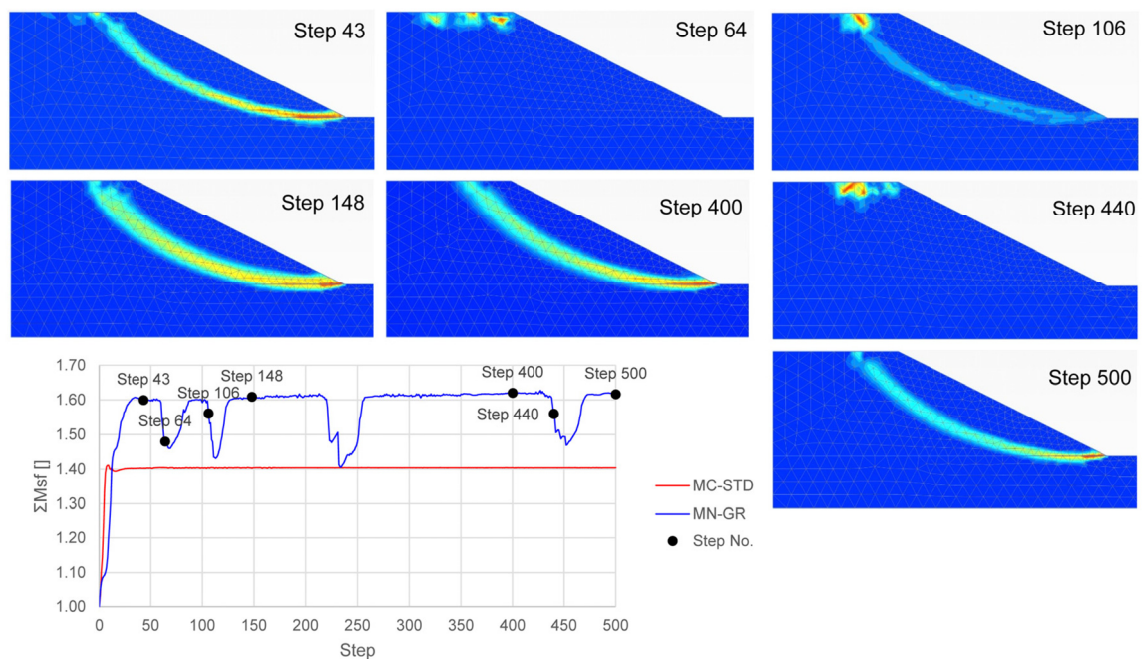 Step 43
Step 64
Step 106
Step 148
Step 400
Step 440
Step 500
1.70
1.60
1.50
1.40
1.30
1.20
1.10
1.00
ΣMsf []
Step 43
Step 64
Step 106
Step 148
Step 400
Step 440
Step 500
0
50
100
150
200
250
300
350
400
450
500
Step
MC-STD
MN-GR
Step No.